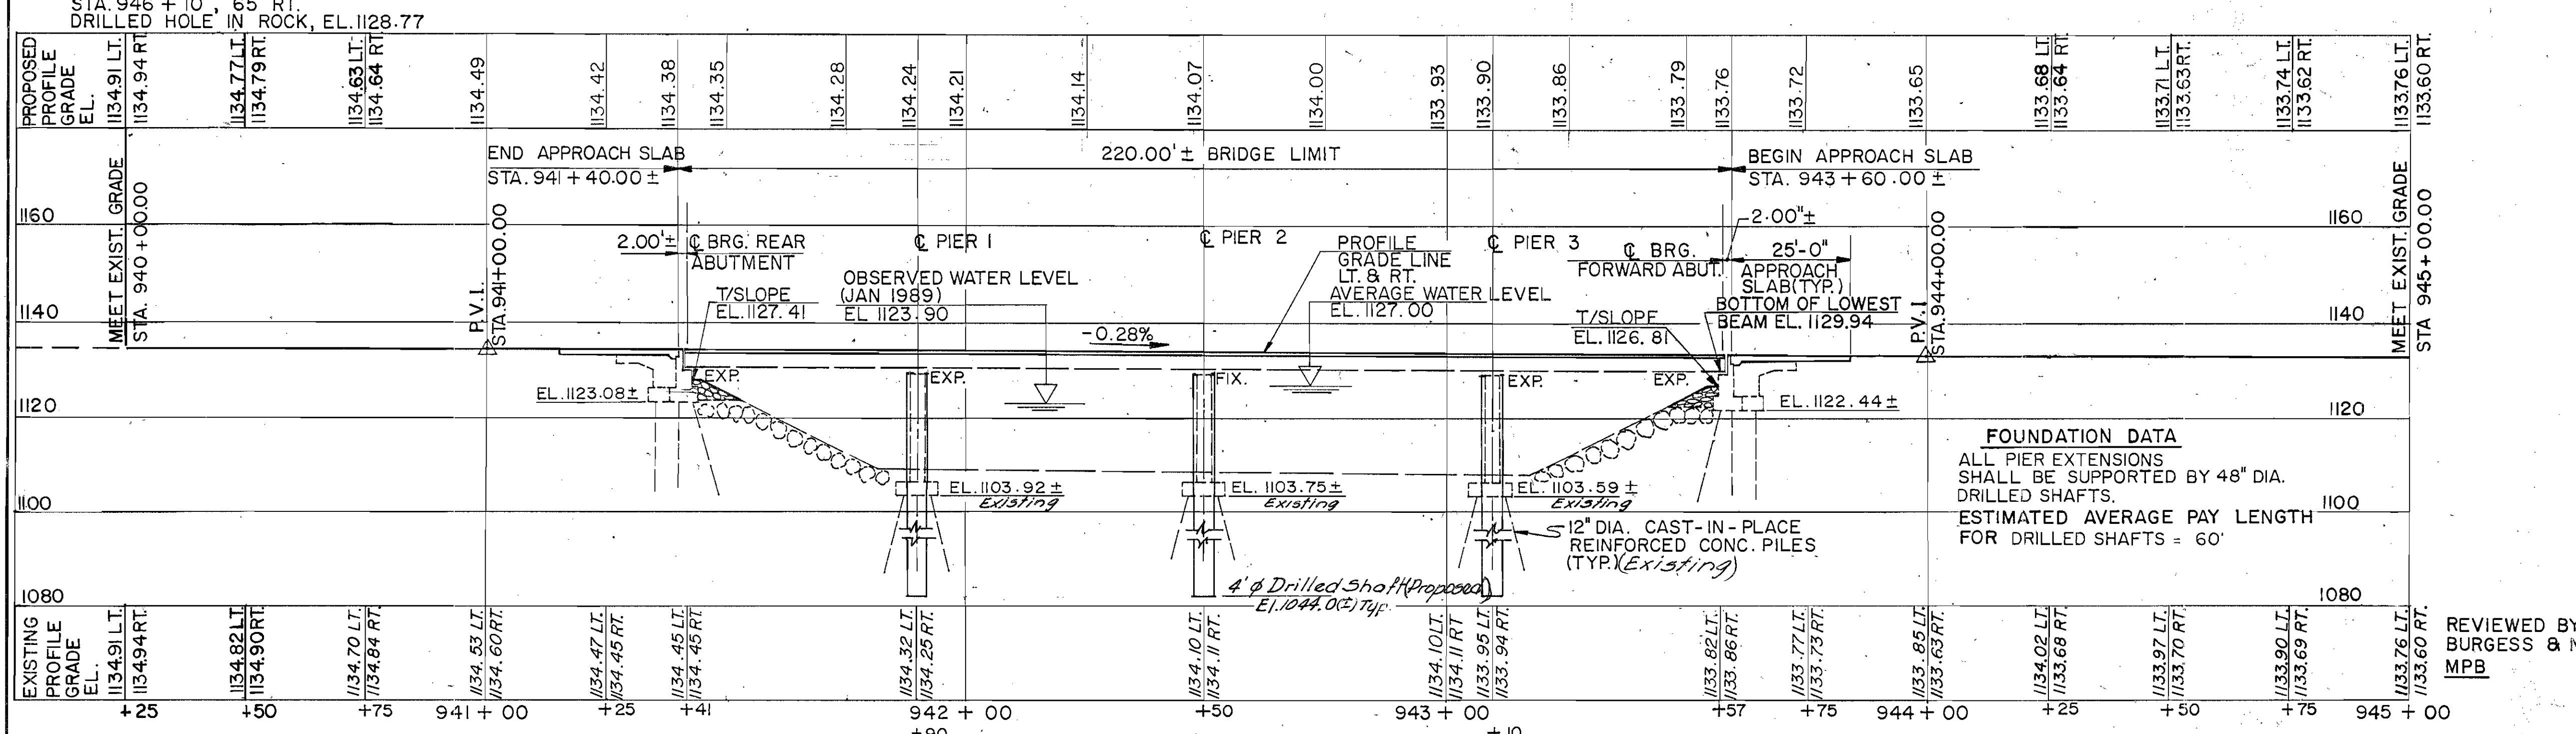 STA. 946 + 10 , 65' RT.
DRILLED HOLE IN ROCK, EL. 1128.77
PROPOSED
PROFILE
GRADE
EL.
1134.91 LT.
1134.94 RT.
1134.77 LT.
1134.79 RT.
1134.63 LT.
1134.64 RT.
1134.49
1134.42
1134.38
1134.35
1134.28
1134.24
1134.21
1134.14
1134.07
1134.00
1133.93
1133.90
1133.86
1133.79
1133.76
1133.72
1133.65
1133.68 LT.
1133.64 RT.
1133.71 LT.
1133.63 RT.
1133.74 LT.
1133.62 RT.
1133.76 LT.
1133.60 RT.
MEET EXIST. GRADE
STA. 940+00.00
END APPROACH SLAB
STA. 941 + 40.00 ±
220.00' ± BRIDGE LIMIT
BEGIN APPROACH SLAB
STA. 943 + 60.00 ±
MEET EXIST. GRADE
STA 945+00.00
1160
1160
P.V.I.
STA.941+00.00
2.00'±
℄ BRG. REAR
ABUTMENT
℄ PIER 1
℄ PIER 2
℄ PIER 3
PROFILE
GRADE LINE
LT. & RT.
℄ BRG.
FORWARD ABUT.
2.00"±
25'-0"
APPROACH
SLAB(TYP.)
P.V.I.
STA.944+00.00
T/SLOPE
EL.1127.41
OBSERVED WATER LEVEL
(JAN 1989)
EL 1123.90
AVERAGE WATER LEVEL
EL.1127.00
T/SLOPE
EL.1126.81
BOTTOM OF LOWEST
BEAM EL. 1129.94
1140
1140
-0.28%
EXP.
EXP.
FIX.
EXP.
EXP.
EL.1123.08±
EL.1122.44±
1120
1120
EL.1103.92±
Existing
EL. 1103.75±
Existing
EL.1103.59 ±
Existing
FOUNDATION DATA
ALL PIER EXTENSIONS
SHALL BE SUPPORTED BY 48" DIA.
DRILLED SHAFTS.
ESTIMATED AVERAGE PAY LENGTH
FOR DRILLED SHAFTS = 60'
1100
1100
12" DIA. CAST-IN-PLACE
REINFORCED CONC. PILES
(TYP.)(Existing)
4'ø Drilled Shaft(Proposed)
El.1044.0(±) Typ.
1080
1080
EXISTING
PROFILE
GRADE
EL.
1134.91 LT.
1134.94 RT.
1134.82 LT.
1134.90 RT.
1134.70 LT.
1134.84 RT.
1134.53 LT.
1134.60 RT.
1134.47 LT.
1134.45 RT.
1134.45 LT.
1134.45 RT.
1134.32 LT.
1134.25 RT.
1134.10 LT.
1134.11 RT.
1134.10 LT.
1134.11 RT
1133.95 LT.
1133.94 RT.
1133.82 LT.
1133.86 RT.
1133.77 LT.
1133.73 RT.
1133.85 LT.
1133.63 RT.
1134.02 LT.
1133.68 RT.
1133.97 LT.
1133.70 RT.
1133.90 LT.
1133.69 RT.
1133.76 LT.
1133.60 RT.
REVIEWED BY
BURGESS & N
MPB
+25 +50 +75 941 + 00 +25 +41 942 + 00 +50 943 + 00 +57 +75 944 + 00 +25 +50 +75 945 + 00
+90 +10